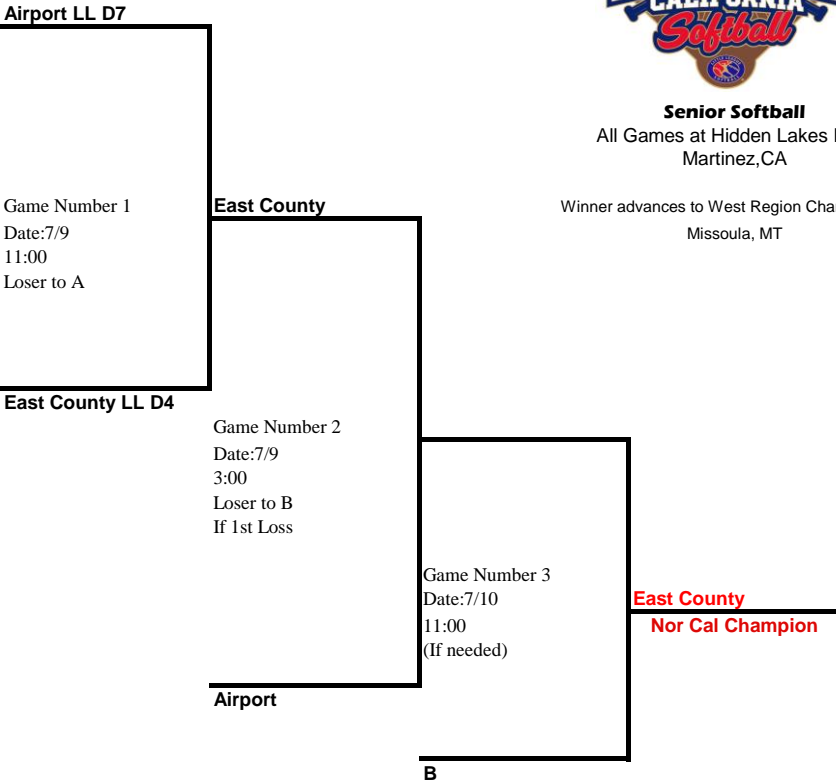 Airport LL D7
CALIFORNIA
Softball
Senior Softball
All Games at Hidden Lakes
Martinez,CA
Winner advances to West Region
Missoula, MT
Game Number 1
Date:7/9
11:00
Loser to A
East County
East County LL D4
Game Number 2
Date:7/9
3:00
Loser to B
If 1st Loss
Game Number 3
Date:7/10
11:00
(If needed)
East County
Nor Cal Champion
Airport
B